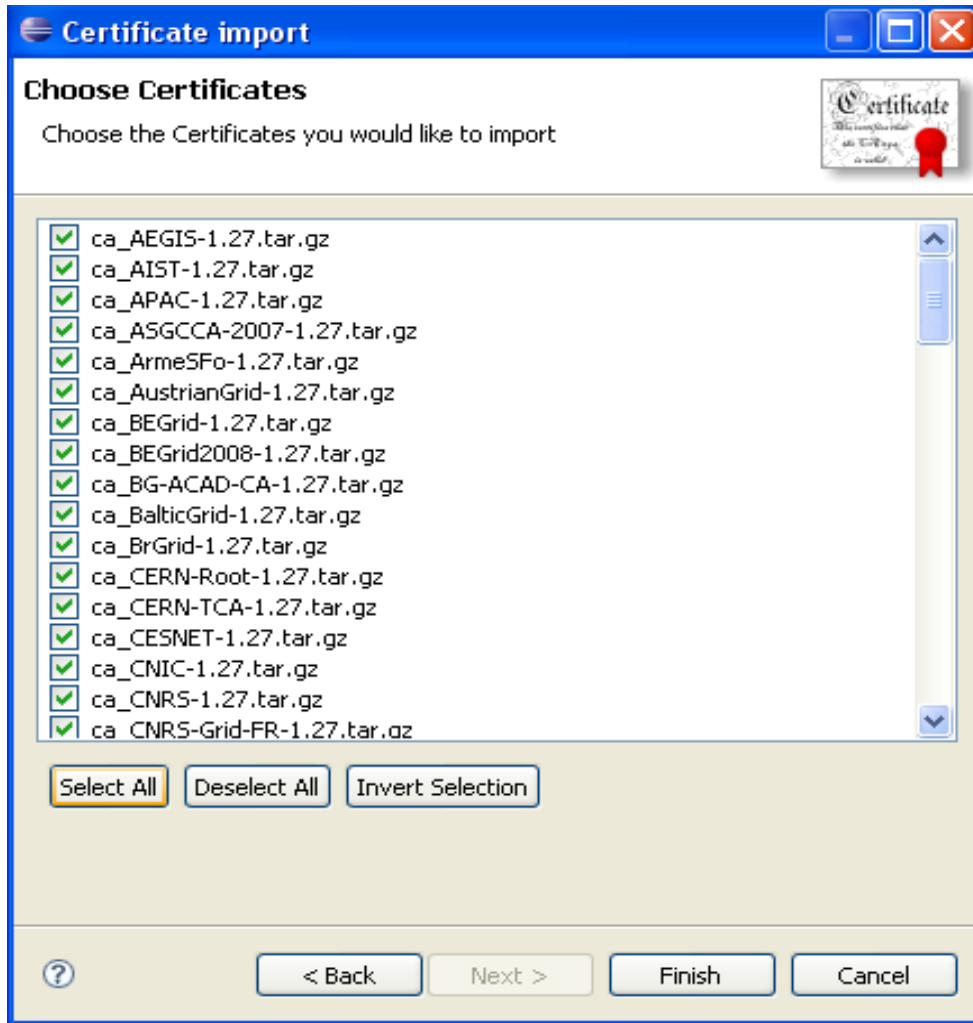 Certificate import
Choose Certificates
Choose the Certificates you would like to import
Certificate
ca_AEGIS-1.27.tar.gz
ca_AIST-1.27.tar.gz
ca_APAC-1.27.tar.gz
ca_ASGCCA-2007-1.27.tar.gz
ca_ArmeSFo-1.27.tar.gz
ca_AustrianGrid-1.27.tar.gz
ca_BEGrid-1.27.tar.gz
ca_BEGrid2008-1.27.tar.gz
ca_BG-ACAD-CA-1.27.tar.gz
ca_BalticGrid-1.27.tar.gz
ca_BrGrid-1.27.tar.gz
ca_CERN-Root-1.27.tar.gz
ca_CERN-TCA-1.27.tar.gz
ca_CESNET-1.27.tar.gz
ca_CNIC-1.27.tar.gz
ca_CNRS-1.27.tar.gz
ca_CNRS-Grid-FR-1.27.tar.gz
Select All Deselect All Invert Selection
? < Back Next > Finish Cancel